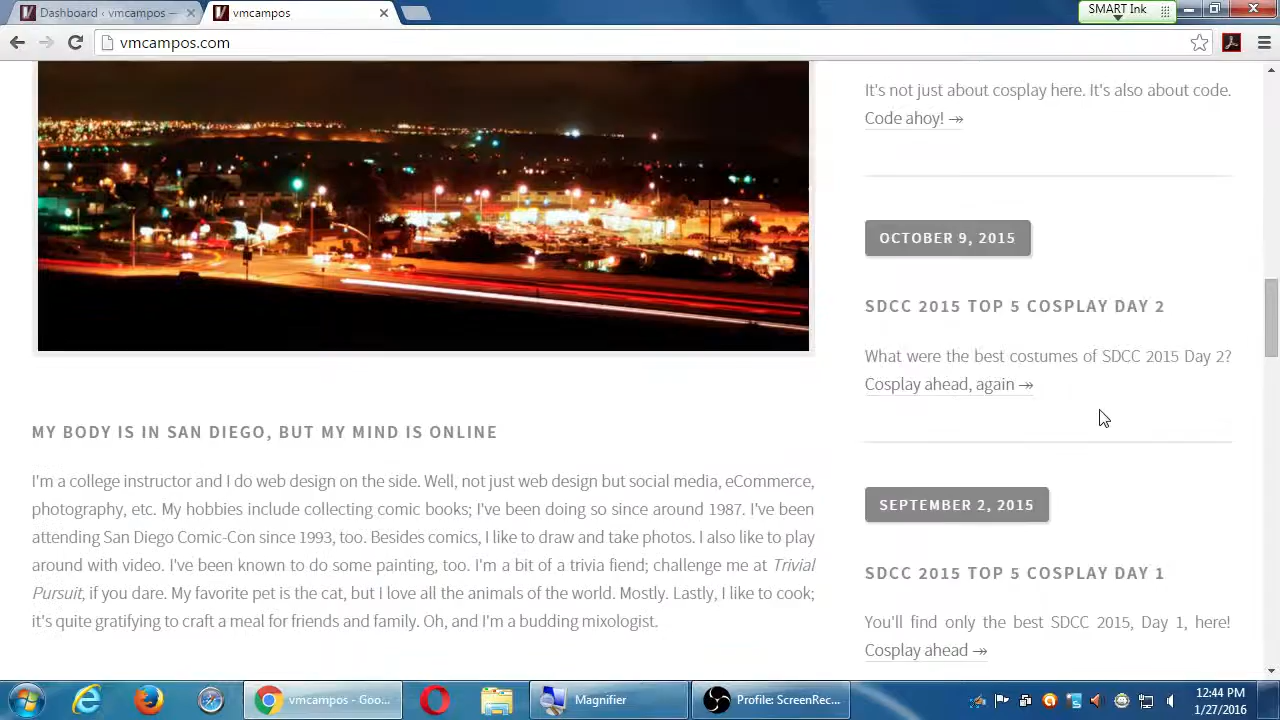 Dashboard ‹ vmcampos —
vmcampos
SMART Ink
vmcampos.com
It's not just about cosplay here. It's also about code.
Code ahoy! ↠
OCTOBER 9, 2015
SDCC 2015 TOP 5 COSPLAY DAY 2
What were the best costumes of SDCC 2015 Day 2?
Cosplay ahead, again ↠
SEPTEMBER 2, 2015
SDCC 2015 TOP 5 COSPLAY DAY 1
You'll find only the best SDCC 2015, Day 1, here!
Cosplay ahead ↠
MY BODY IS IN SAN DIEGO, BUT MY MIND IS ONLINE
I'm a college instructor and I do web design on the side. Well, not just web design but social media, eCommerce,
photography, etc. My hobbies include collecting comic books; I've been doing so since around 1987. I've been
attending San Diego Comic-Con since 1993, too. Besides comics, I like to draw and take photos. I also like to play
around with video. I've been known to do some painting, too. I'm a bit of a trivia fiend; challenge me at Trivial
Pursuit, if you dare. My favorite pet is the cat, but I love all the animals of the world. Mostly. Lastly, I like to cook;
it's quite gratifying to craft a meal for friends and family. Oh, and I'm a budding mixologist.
vmcampos - Goo...
Magnifier
Profile: ScreenRec...
12:44 PM
1/27/2016